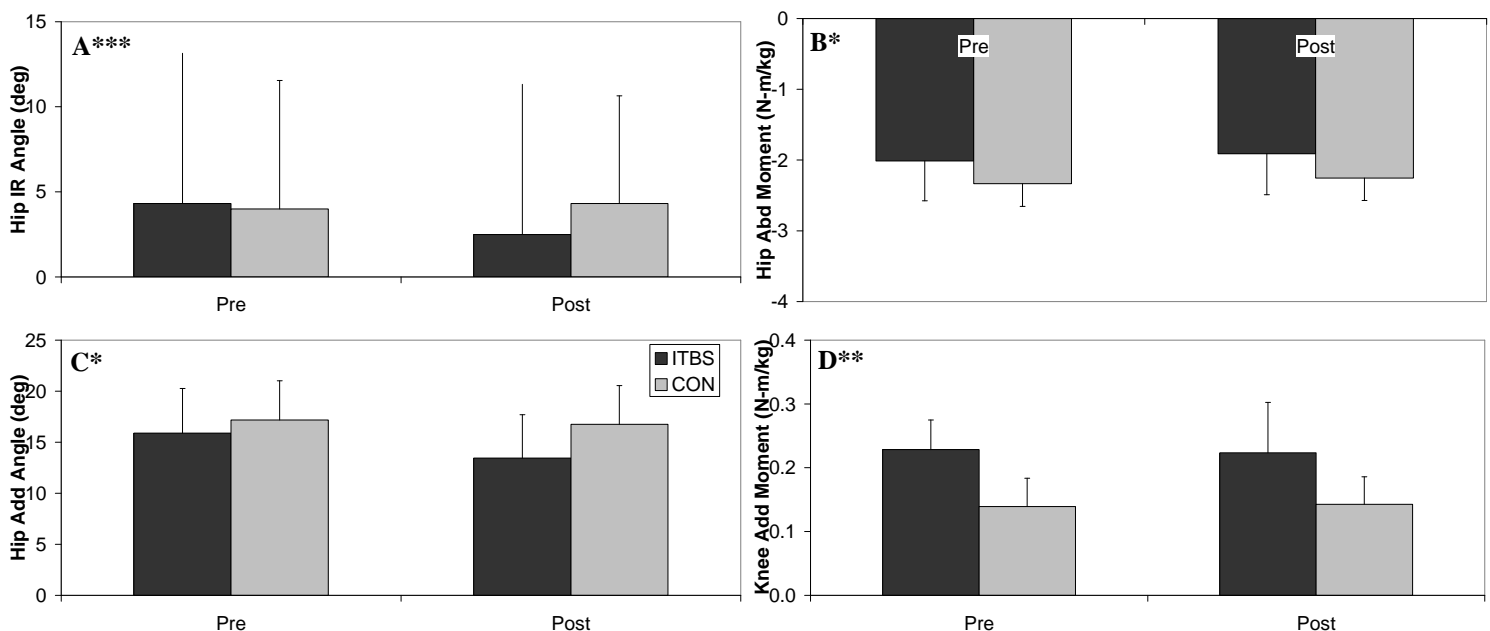 A***
Hip IR Angle (deg)
15
10
5
0
Pre
Post
B*
Hip Abd Moment (N-m/kg)
0
-1
-2
-3
-4
Pre
Post
C*
Hip Add Angle (deg)
25
20
15
10
5
0
Pre
Post
ITBS
CON
D**
Knee Add Moment (N-m/kg)
0.4
0.3
0.2
0.1
0.0
Pre
Post